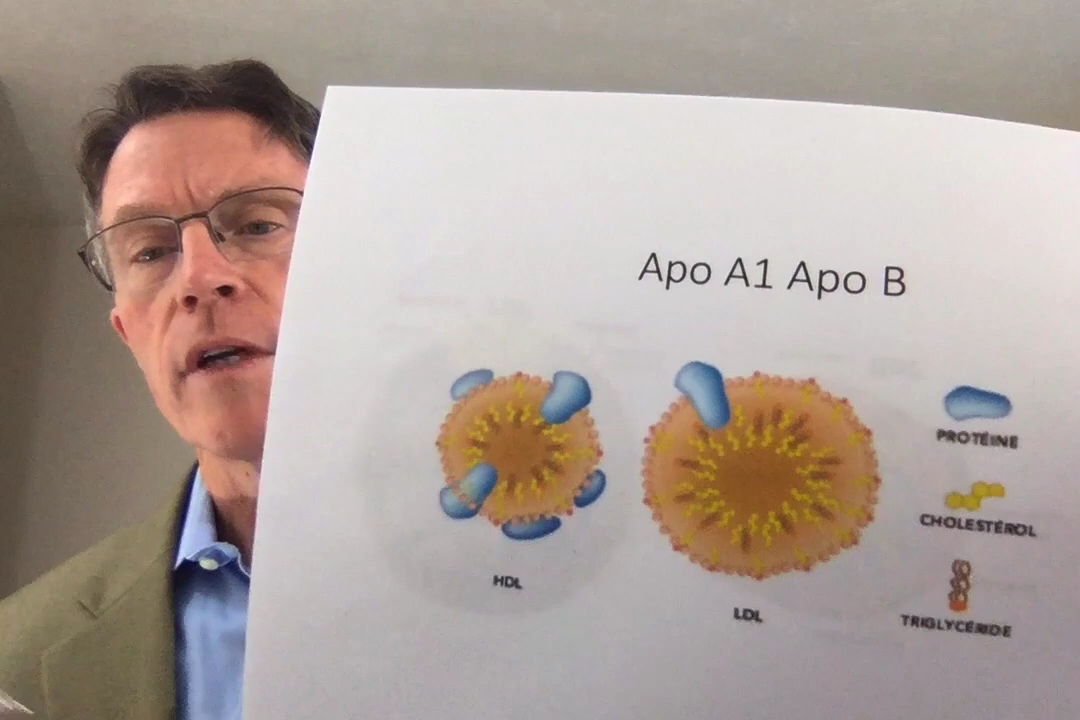 Apo A1 Apo B
PROTÉINE
CHOLESTÉROL
TRIGLYCÉRIDE
HDL
LDL